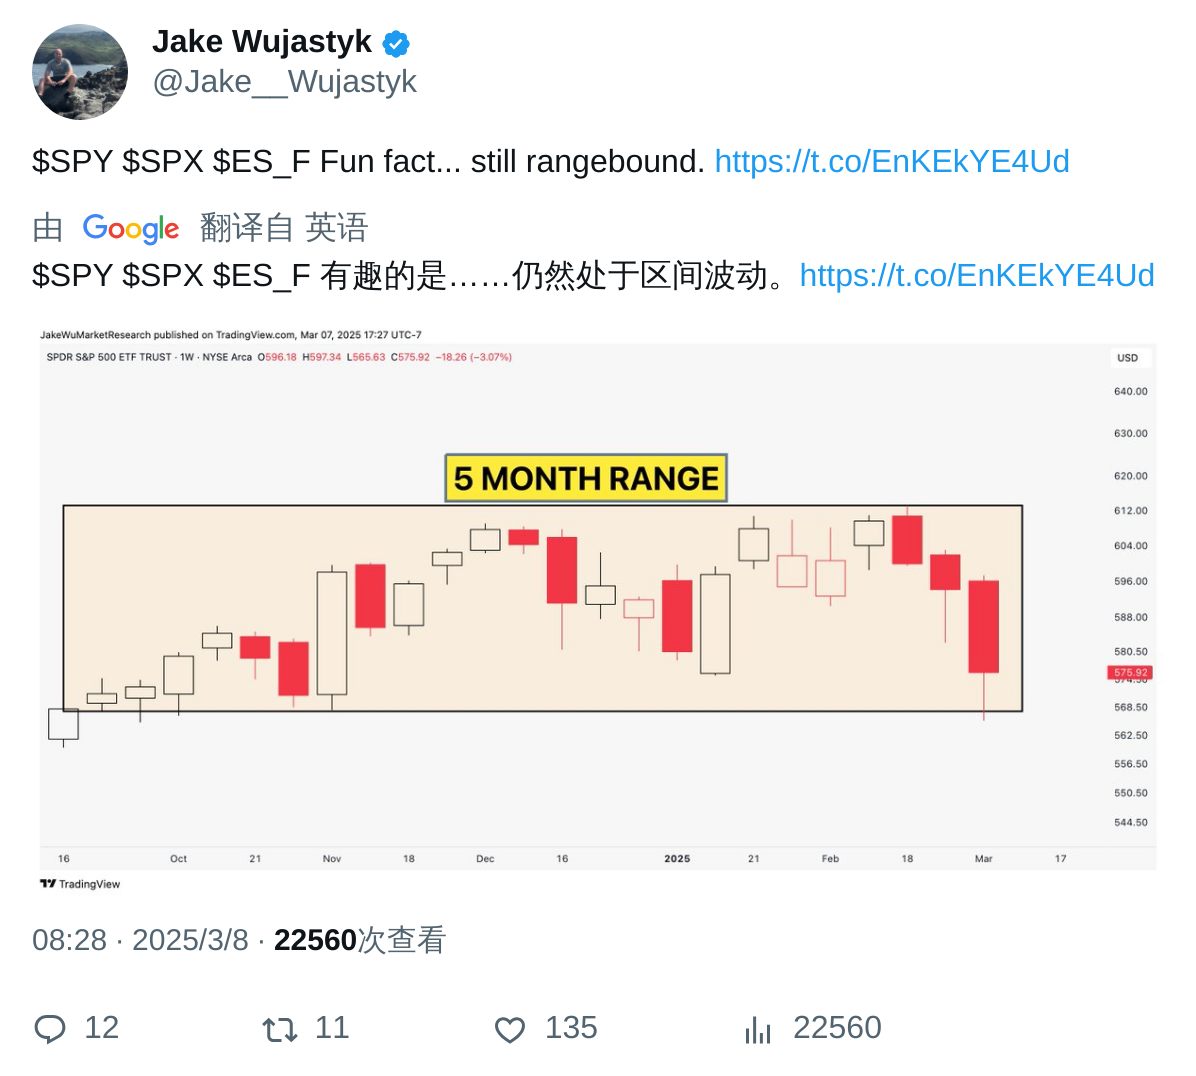 Jake Wujastyk
@Jake__Wujastyk
$SPY $SPX $ES_F Fun fact... still rangebound. https://t.co/EnKEkYE4Ud
由 Google 翻译自 英语
$SPY $SPX $ES_F 有趣的是……仍然处于区间波动。https://t.co/EnKEkYE4Ud
JakeWuMarketResearch published on TradingView.com, Mar 07, 2025 17:27 UTC-7
SPDR S&P 500 ETF TRUST · 1W · NYSE Arca O596.18 H597.34 L565.63 C575.92 −18.26 (−3.07%)
USD
640.00
630.00
620.00
5 MONTH RANGE
612.00
604.00
596.00
588.00
580.50
575.92
574.50
568.50
562.50
556.50
550.50
544.50
16 Oct 21 Nov 18 Dec 16 2025 21 Feb 18 Mar 17
TradingView
08:28 · 2025/3/8 · 22560次查看
12 11 135 22560